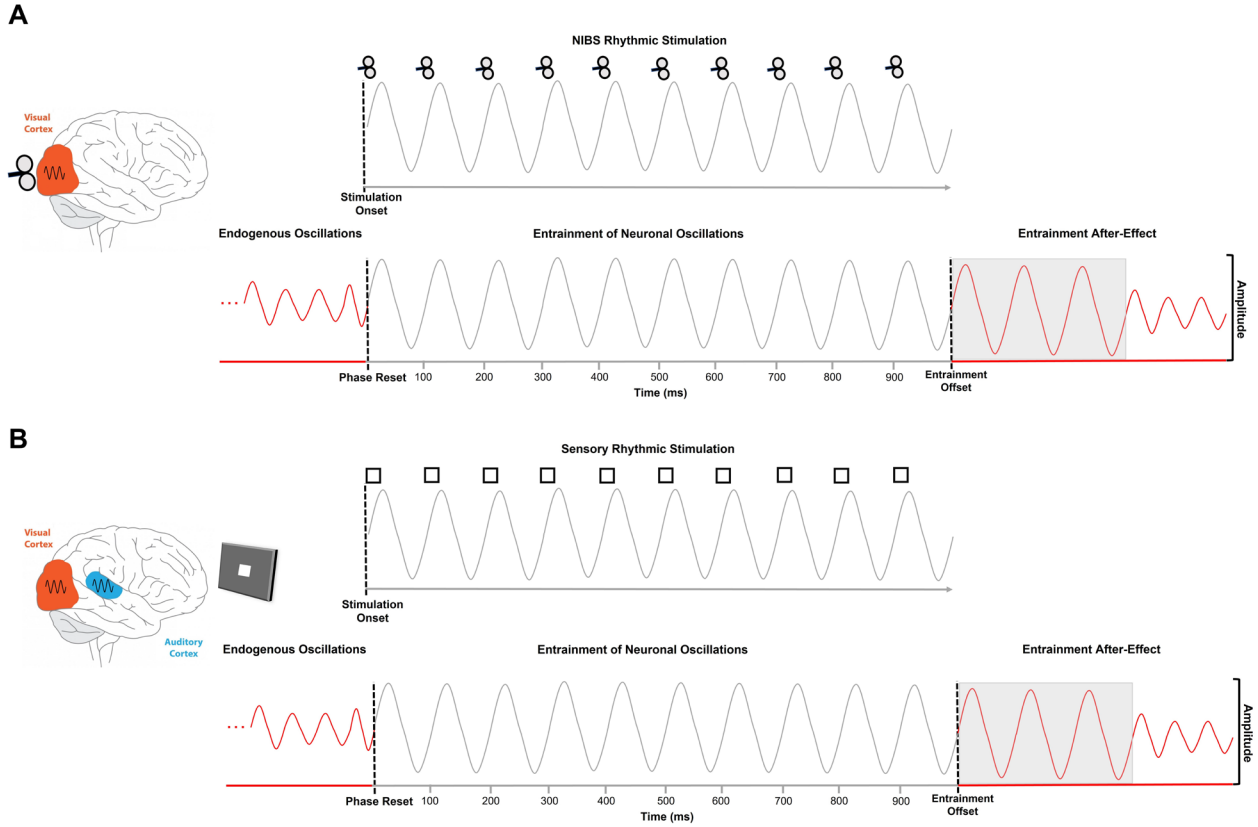 A
NIBS Rhythmic Stimulation
Visual
Cortex
Stimulation
Onset
Endogenous Oscillations
Entrainment of Neuronal Oscillations
Entrainment After-Effect
...
Amplitude
Phase Reset
100
200
300
400
500
600
700
800
900
Entrainment
Offset
Time (ms)
B
Sensory Rhythmic Stimulation
Visual
Cortex
Stimulation
Onset
Auditory
Cortex
Endogenous Oscillations
Entrainment of Neuronal Oscillations
Entrainment After-Effect
...
Amplitude
Phase Reset
100
200
300
400
500
600
700
800
900
Entrainment
Offset
Time (ms)